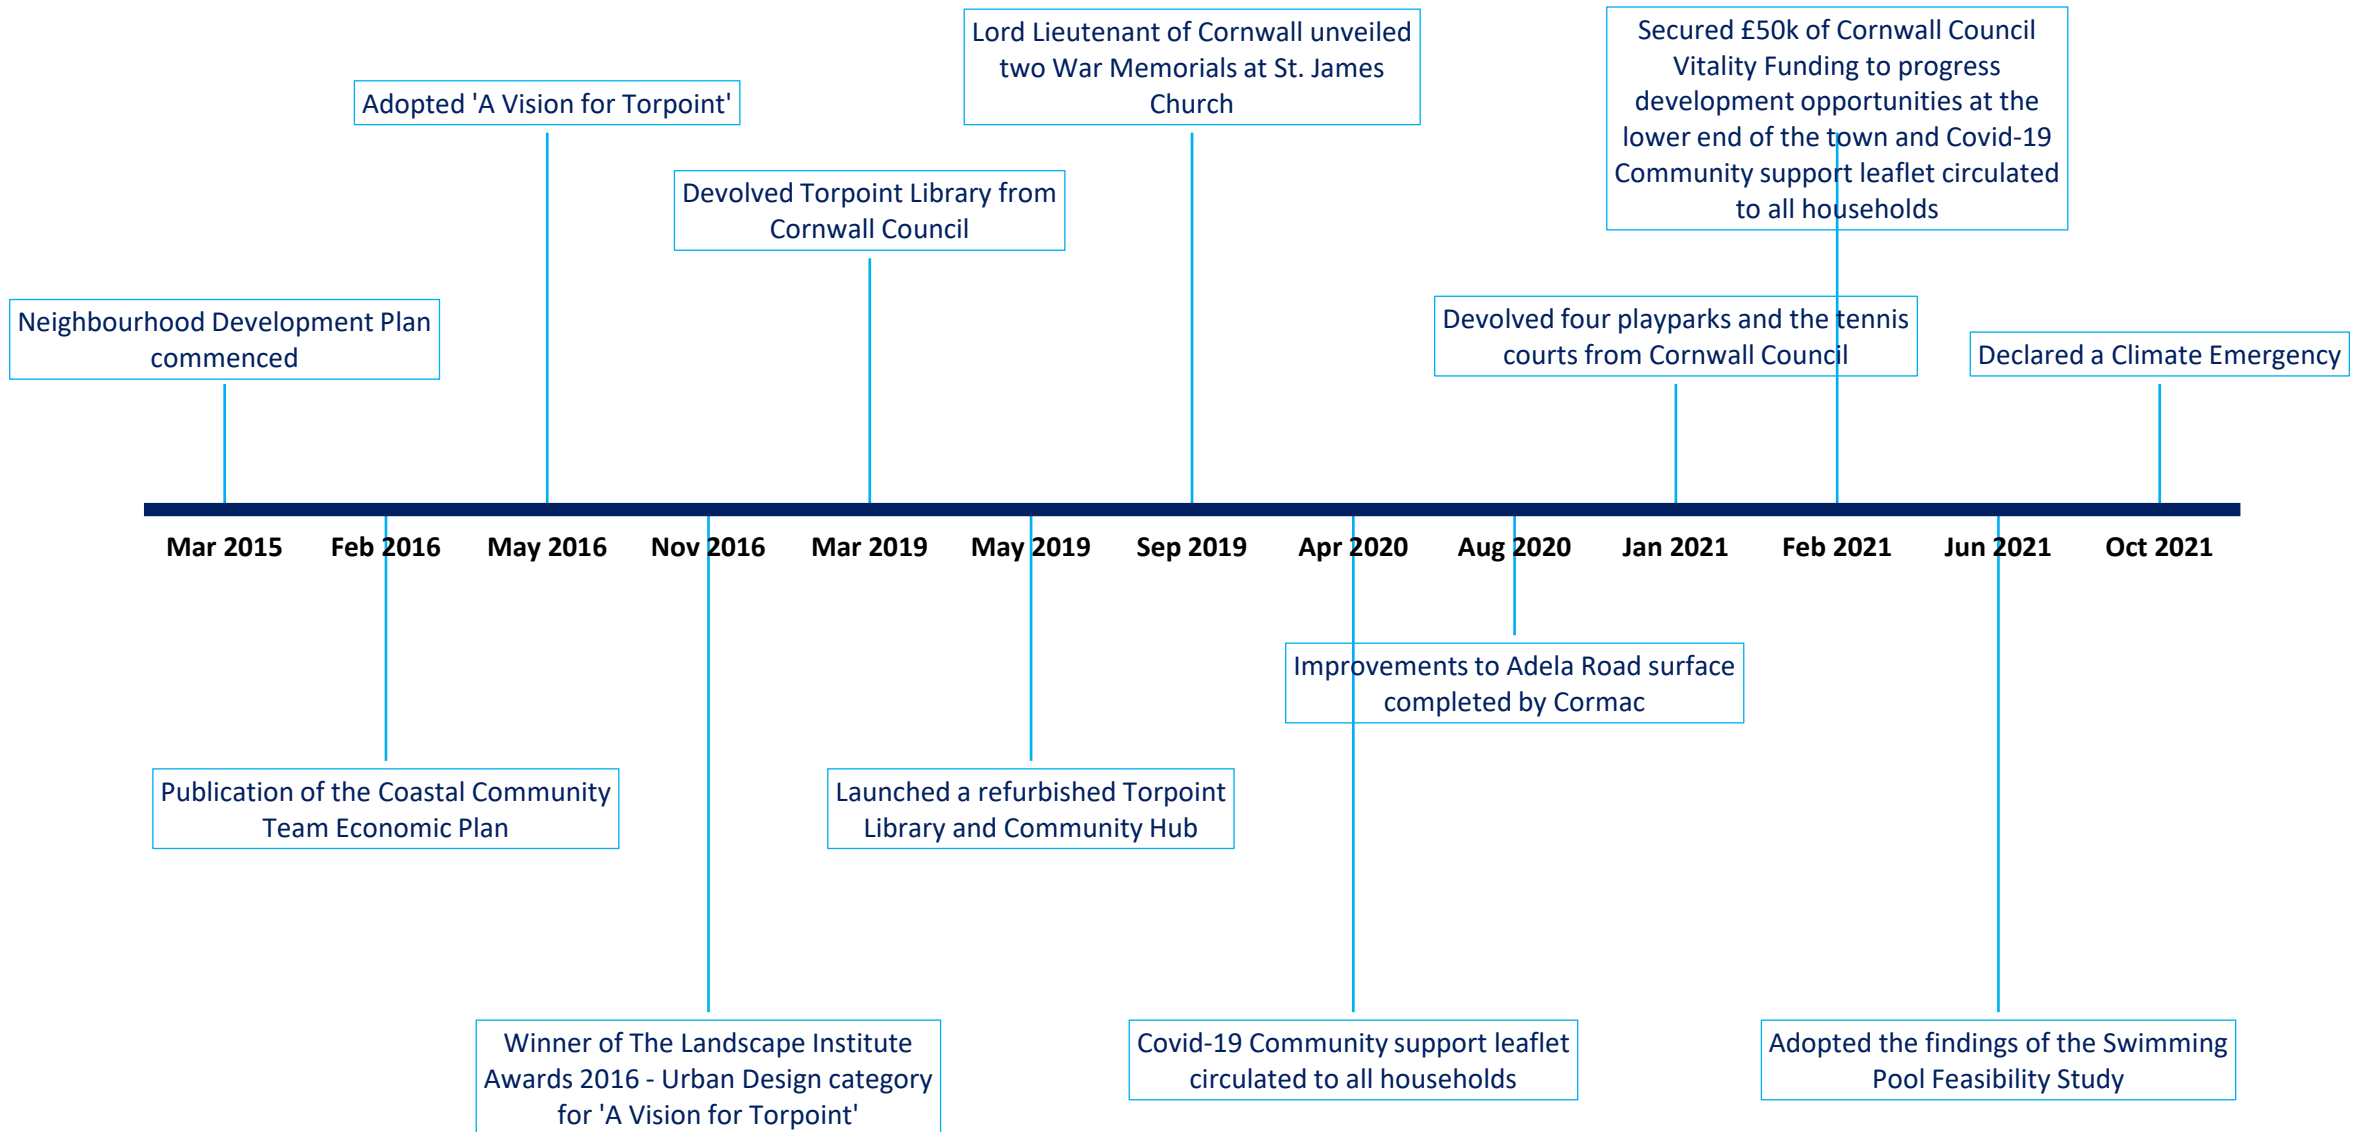 Lord Lieutenant of Cornwall unveiled
two War Memorials at St. James
Church
Secured £50k of Cornwall Council
Vitality Funding to progress
development opportunities at the
lower end of the town and Covid-19
Community support leaflet circulated
to all households
Adopted 'A Vision for Torpoint'
Devolved Torpoint Library from
Cornwall Council
Neighbourhood Development Plan
commenced
Devolved four playparks and the tennis
courts from Cornwall Council
Declared a Climate Emergency
Mar 2015 Feb 2016 May 2016 Nov 2016 Mar 2019 May 2019 Sep 2019 Apr 2020 Aug 2020 Jan 2021 Feb 2021 Jun 2021 Oct 2021
Improvements to Adela Road surface
completed by Cormac
Publication of the Coastal Community
Team Economic Plan
Launched a refurbished Torpoint
Library and Community Hub
Winner of The Landscape Institute
Awards 2016 - Urban Design category
for 'A Vision for Torpoint'
Covid-19 Community support leaflet
circulated to all households
Adopted the findings of the Swimming
Pool Feasibility Study